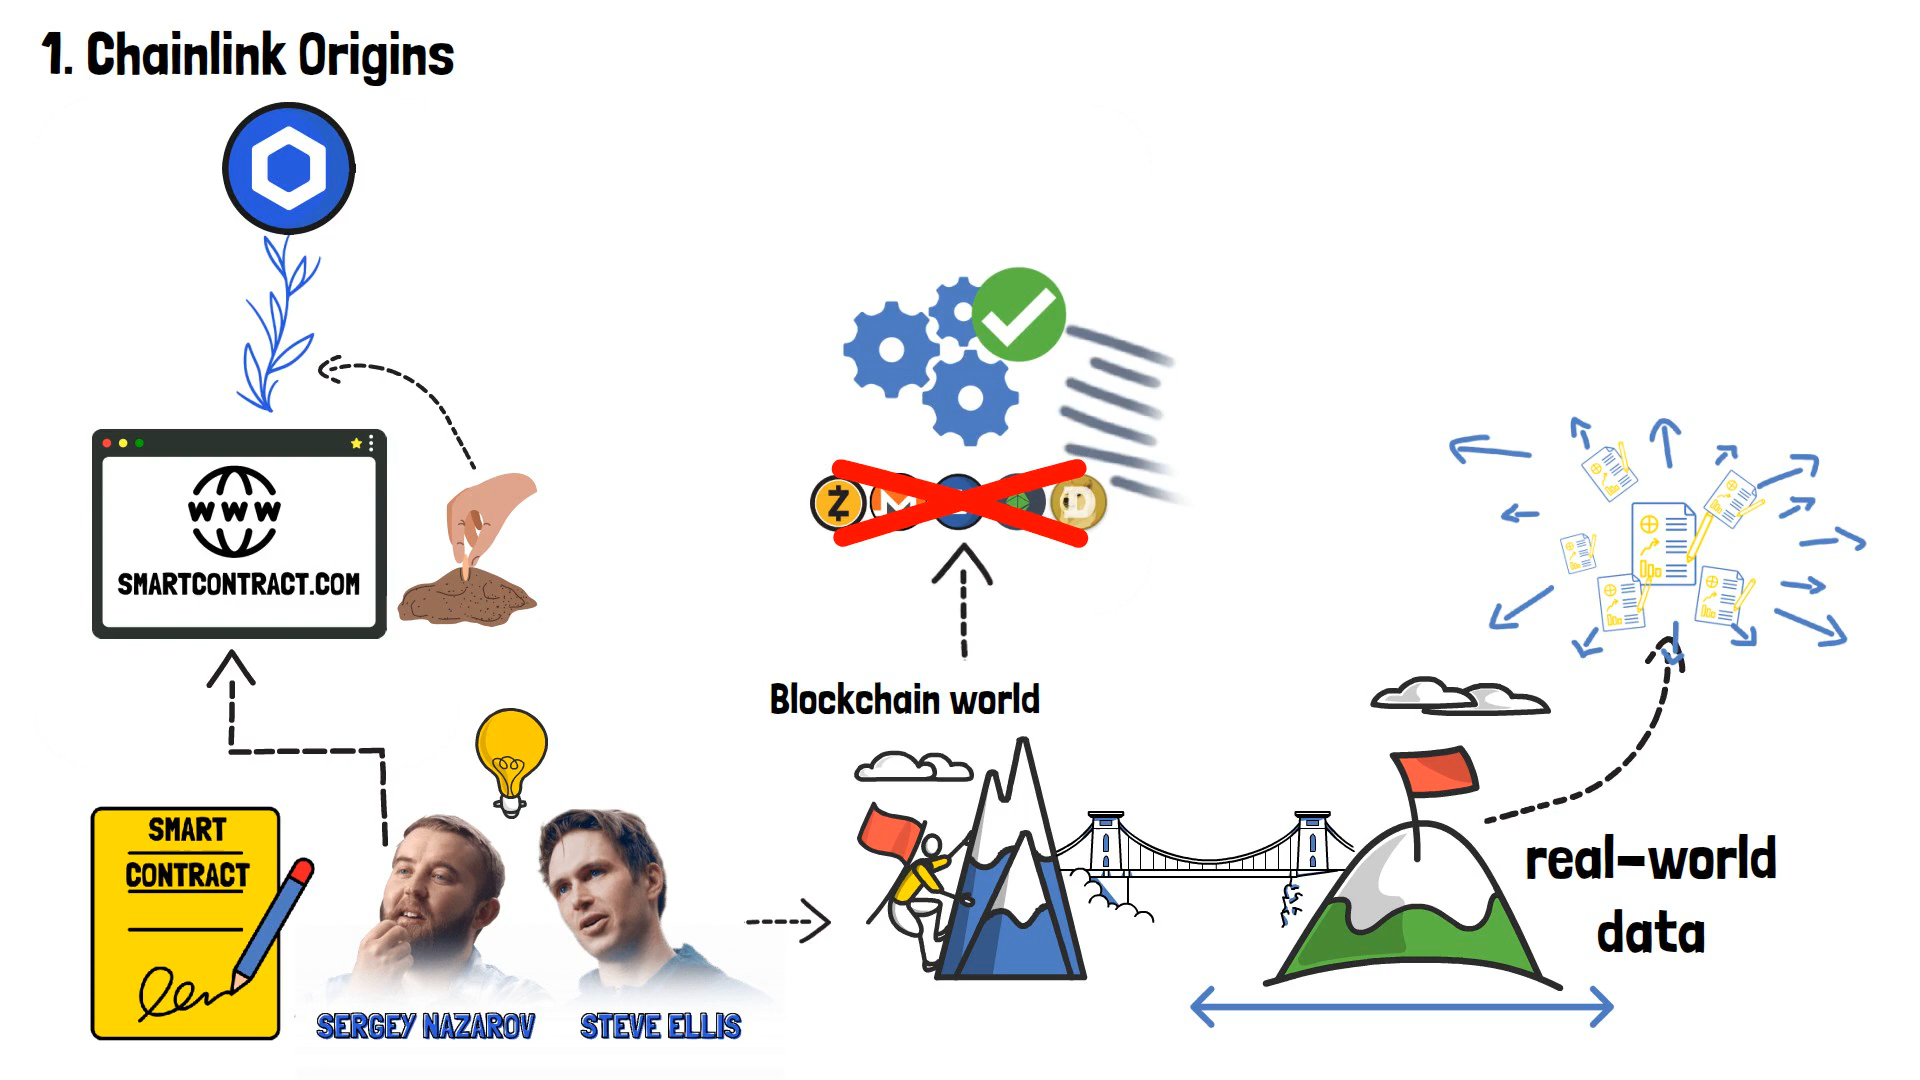 1. Chainlink Origins
WWW
SMARTCONTRACT.COM
Blockchain world
SMART
CONTRACT
real-world
data
SERGEY NAZAROV
STEVE ELLIS